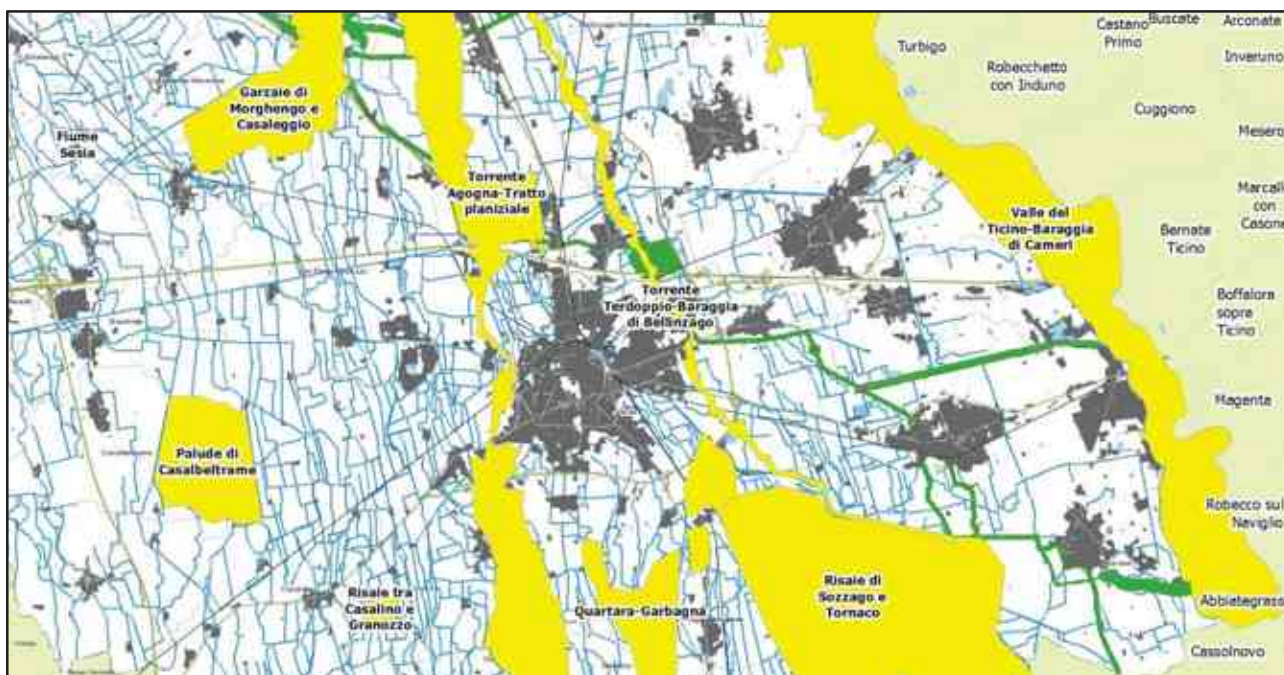 Castano
Primo
Buscate
Arconate
Turbigo
Inveruno
Robecchetto
con Induno
Garzaie di
Morghengo e
Casaleggio
Cuggiono
Mesero
Fiume
Sesia
Torrente
Agogna-Tratto
planiziale
Valle del
Ticino-Baraggia
di Cameri
Marcall
con
Casone
Bernate
Ticino
Torrente
Terdoppio-Baraggia
di Bellinzago
Boffalora
sopra
Ticino
Magenta
Palude di
Casalbeltrame
Robecco sul
Naviglio
Risaie tra
Casalino e
Granozzo
Quartara-Garbagna
Risaie di
Sozzago e
Tornaco
Abbiategrasso
Cassolnovo